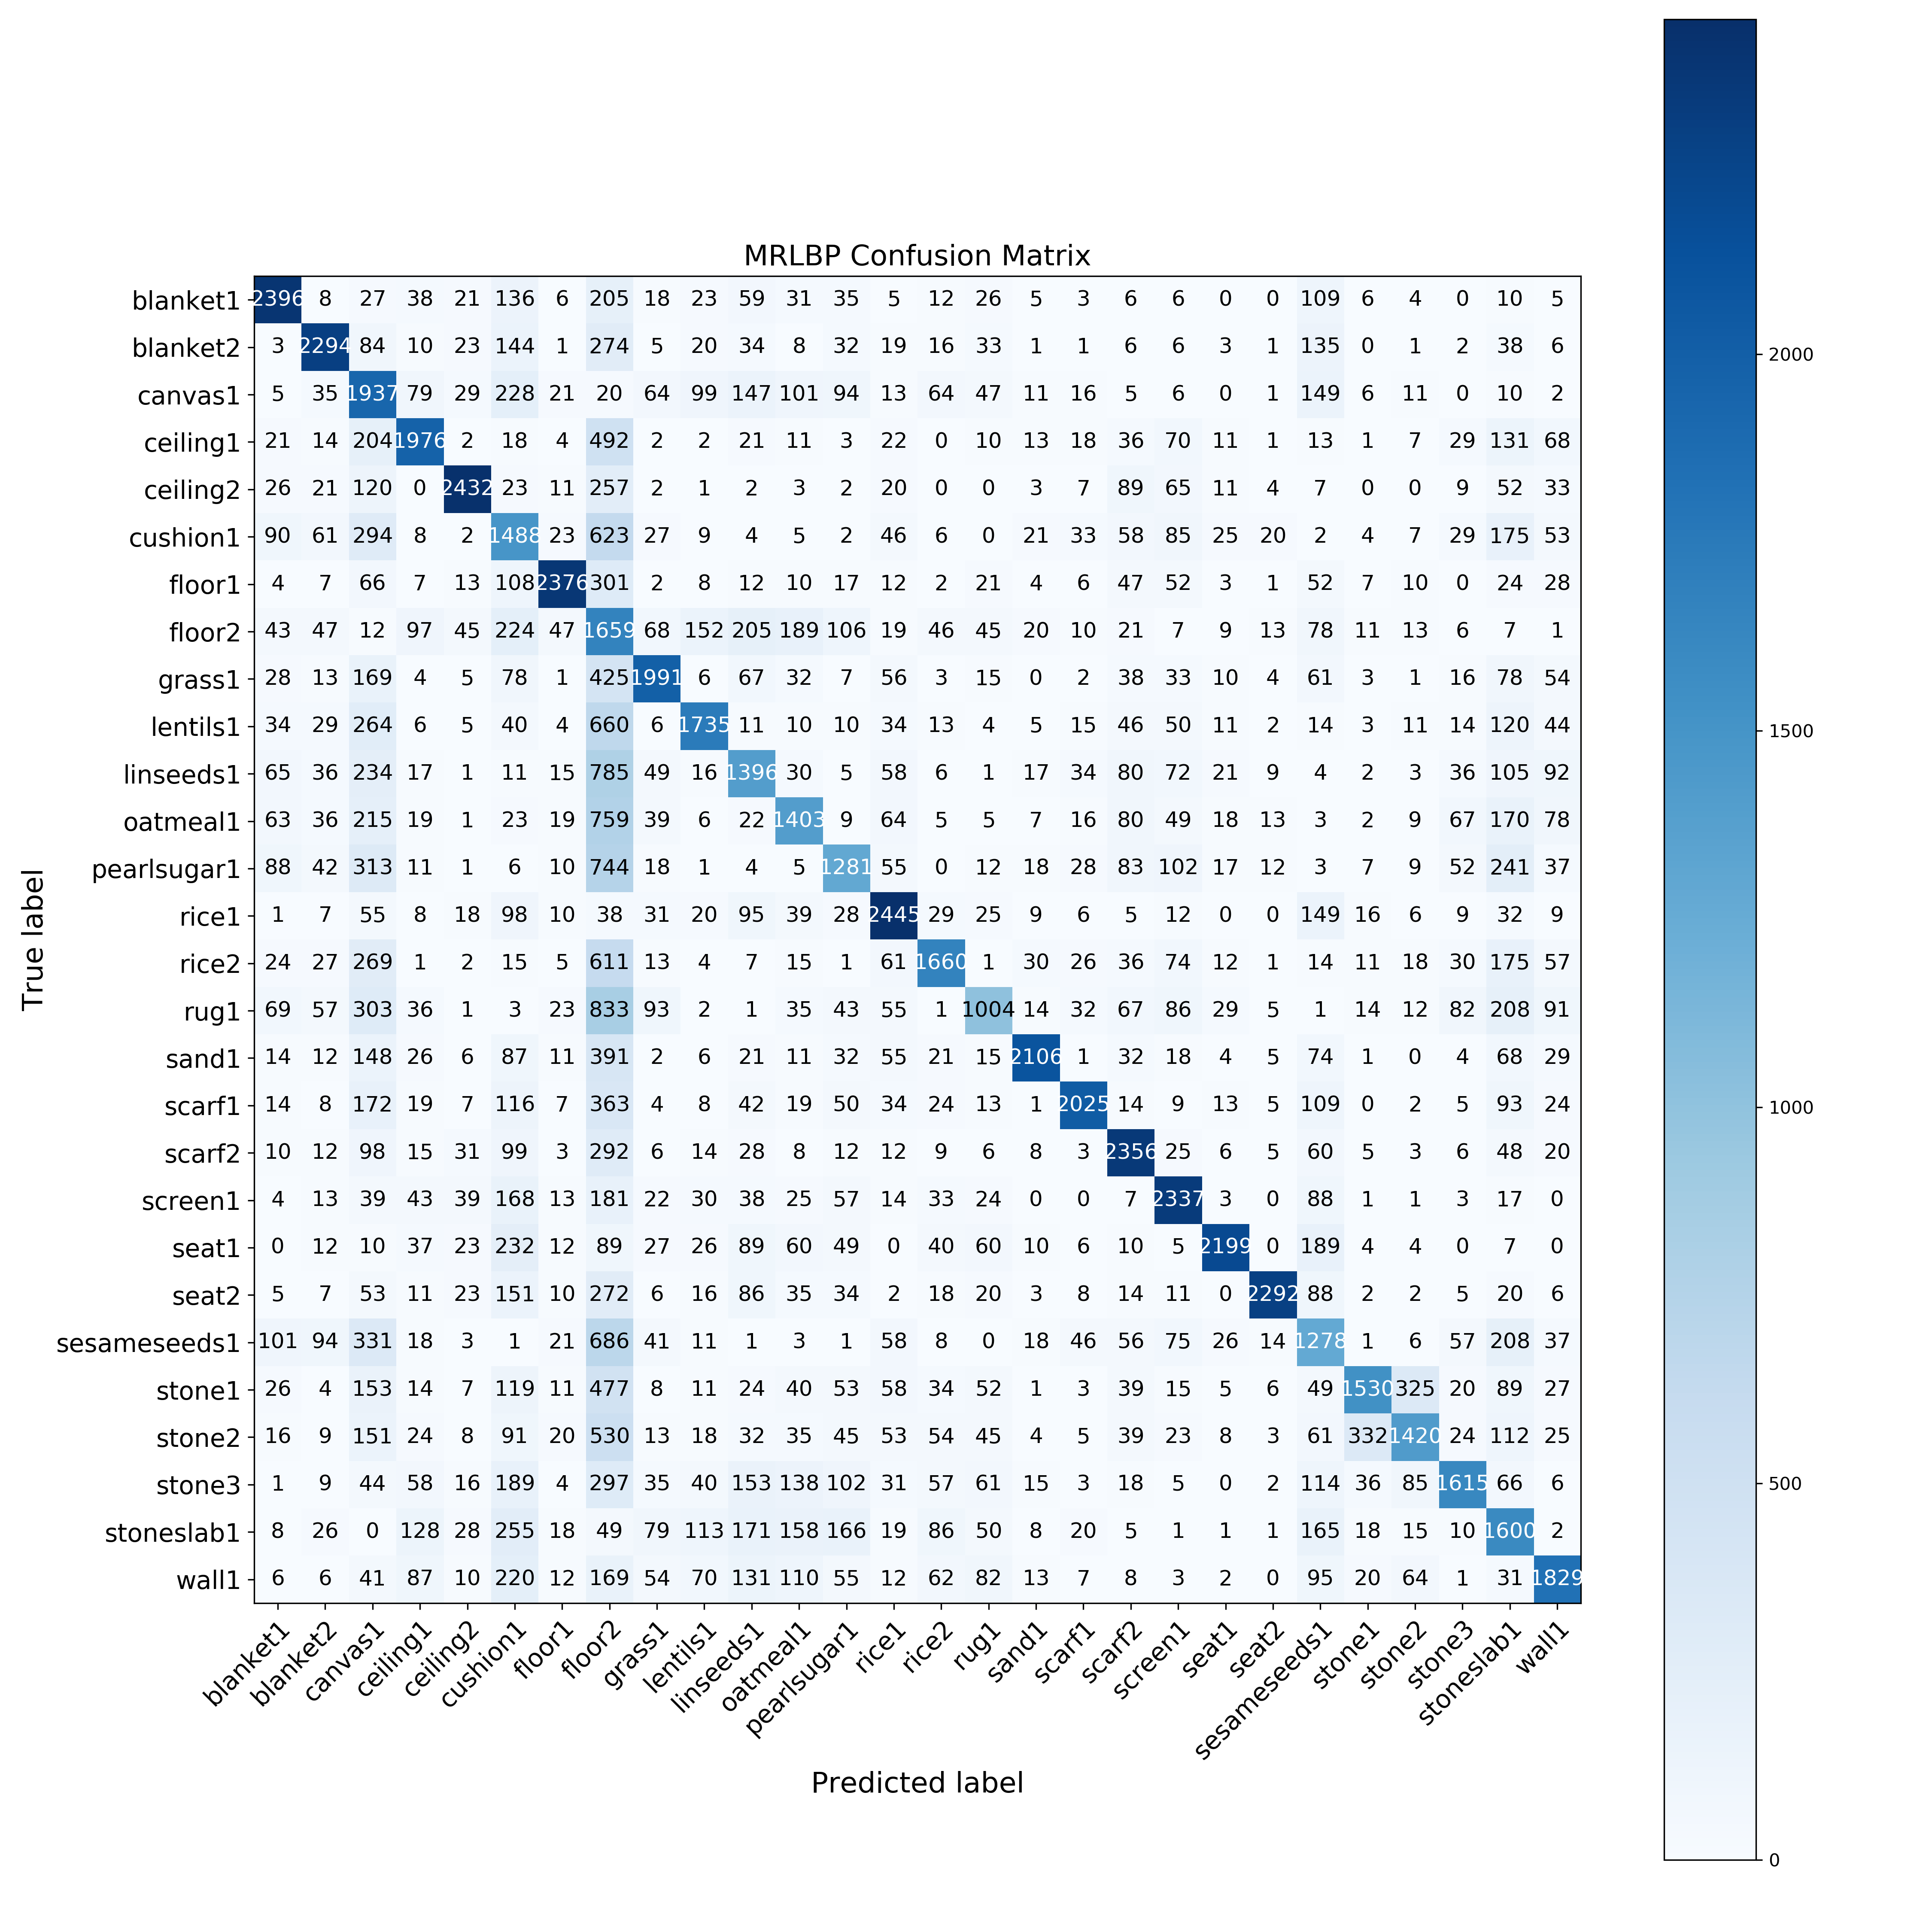 MRLBP Confusion Matrix
blanket1 2396 8 27 38 21 136 6 205 18 23 59 31 35 5 12 26 5 3 6 6 0 0 109 6 4 0 10 5
blanket2 3 2294 84 10 23 144 1 274 5 20 34 8 32 19 16 33 1 1 6 6 3 1 135 0 1 2 38 6
canvas1 5 35 1937 79 29 228 21 20 64 99 147 101 94 13 64 47 11 16 5 6 0 1 149 6 11 0 10 2
ceiling1 21 14 204 1976 2 18 4 492 2 2 21 11 3 22 0 10 13 18 36 70 11 1 13 1 7 29 131 68
ceiling2 26 21 120 0 2432 23 11 257 2 1 2 3 2 20 0 0 3 7 89 65 11 4 7 0 0 9 52 33
cushion1 90 61 294 8 2 1488 23 623 27 9 4 5 2 46 6 0 21 33 58 85 25 20 2 4 7 29 175 53
floor1 4 7 66 7 13 108 2376 301 2 8 12 10 17 12 2 21 4 6 47 52 3 1 52 7 10 0 24 28
floor2 43 47 12 97 45 224 47 1659 68 152 205 189 106 19 46 45 20 10 21 7 9 13 78 11 13 6 7 1
grass1 28 13 169 4 5 78 1 425 1991 6 67 32 7 56 3 15 0 2 38 33 10 4 61 3 1 16 78 54
lentils1 34 29 264 6 5 40 4 660 6 1735 11 10 10 34 13 4 5 15 46 50 11 2 14 3 11 14 120 44
linseeds1 65 36 234 17 1 11 15 785 49 16 1396 30 5 58 6 1 17 34 80 72 21 9 4 2 3 36 105 92
oatmeal1 63 36 215 19 1 23 19 759 39 6 22 1403 9 64 5 5 7 16 80 49 18 13 3 2 9 67 170 78
pearlsugar1 88 42 313 11 1 6 10 744 18 1 4 5 1281 55 0 12 18 28 83 102 17 12 3 7 9 52 241 37
rice1 1 7 55 8 18 98 10 38 31 20 95 39 28 2445 29 25 9 6 5 12 0 0 149 16 6 9 32 9
rice2 24 27 269 1 2 15 5 611 13 4 7 15 1 61 1660 1 30 26 36 74 12 1 14 11 18 30 175 57
rug1 69 57 303 36 1 3 23 833 93 2 1 35 43 55 1 1004 14 32 67 86 29 5 1 14 12 82 208 91
sand1 14 12 148 26 6 87 11 391 2 6 21 11 32 55 21 15 2106 1 32 18 4 5 74 1 0 4 68 29
scarf1 14 8 172 19 7 116 7 363 4 8 42 19 50 34 24 13 1 2025 14 9 13 5 109 0 2 5 93 24
scarf2 10 12 98 15 31 99 3 292 6 14 28 8 12 12 9 6 8 3 2356 25 6 5 60 5 3 6 48 20
screen1 4 13 39 43 39 168 13 181 22 30 38 25 57 14 33 24 0 0 7 2337 3 0 88 1 1 3 17 0
seat1 0 12 10 37 23 232 12 89 27 26 89 60 49 0 40 60 10 6 10 5 2199 0 189 4 4 0 7 0
seat2 5 7 53 11 23 151 10 272 6 16 86 35 34 2 18 20 3 8 14 11 0 2292 88 2 2 5 20 6
sesameseeds1 101 94 331 18 3 1 21 686 41 11 1 3 1 58 8 0 18 46 56 75 26 14 1278 1 6 57 208 37
stone1 26 4 153 14 7 119 11 477 8 11 24 40 53 58 34 52 1 3 39 15 5 6 49 1530 325 20 89 27
stone2 16 9 151 24 8 91 20 530 13 18 32 35 45 53 54 45 4 5 39 23 8 3 61 332 1420 24 112 25
stone3 1 9 44 58 16 189 4 297 35 40 153 138 102 31 57 61 15 3 18 5 0 2 114 36 85 1615 66 6
stoneslab1 8 26 0 128 28 255 18 49 79 113 171 158 166 19 86 50 8 20 5 1 1 1 165 18 15 10 1600 2
wall1 6 6 41 87 10 220 12 169 54 70 131 110 55 12 62 82 13 7 8 3 2 0 95 20 64 1 31 1829
blanket1 blanket2 canvas1 ceiling1 ceiling2 cushion1 floor1 floor2 grass1 lentils1 linseeds1 oatmeal1 pearlsugar1 rice1 rice2 rug1 sand1 scarf1 scarf2 screen1 seat1 seat2 sesameseeds1 stone1 stone2 stone3 stoneslab1 wall1
Predicted label
True label
2000
1500
1000
500
0